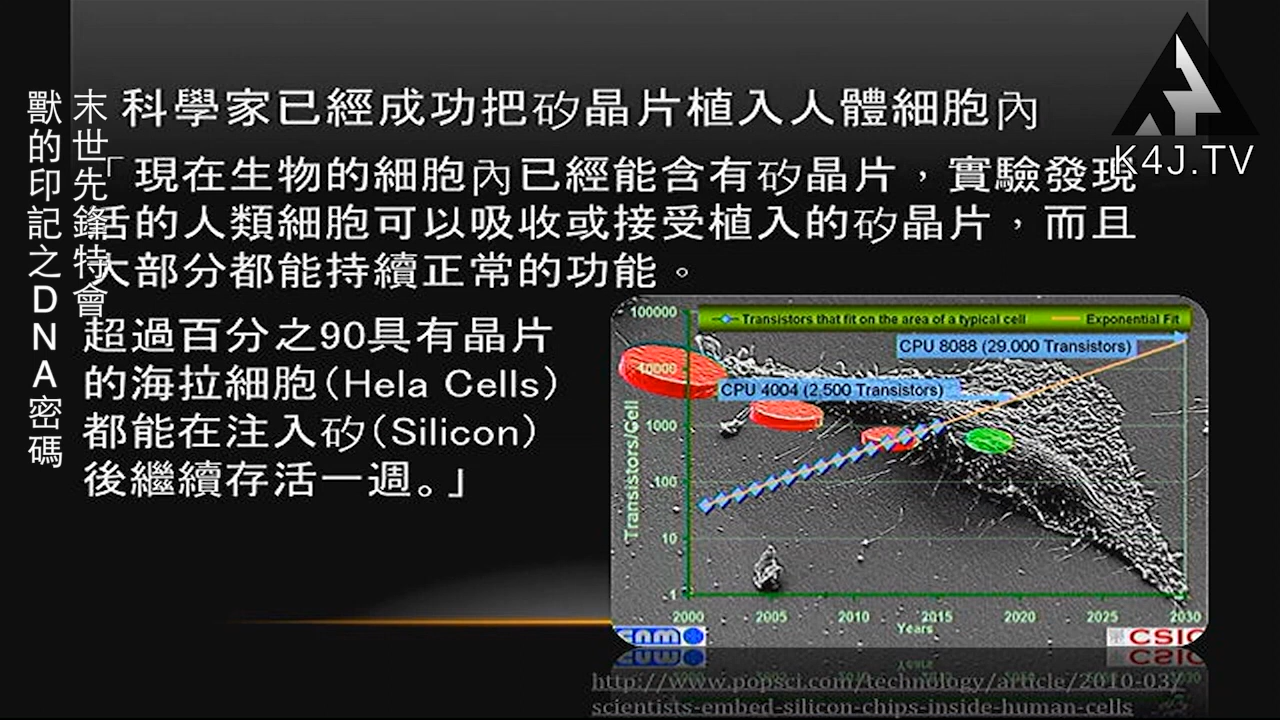 末世先鋒特會
獸的印記之DNA密碼
K4J.TV
科學家已經成功把矽晶片植入人體細胞內
「現在生物的細胞內已經能含有矽晶片，實驗發現
活的人類細胞可以吸收或接受植入的矽晶片，而且
大部分都能持續正常的功能。
超過百分之90具有晶片
的海拉細胞(Hela Cells)
都能在注入矽(Silicon)
後繼續存活一週。」
Transistors that fit on the area of a typical cell
Exponential Fit
CPU 8088 (29.000 Transistors)
CPU 4004 (2.500 Transistors)
Transistors/Cell
100000
10000
1000
100
10
1
2000 2005 2010 2015 2020 2025 2030
Years
CSIC
http://www.popsci.com/technology/article/2010-03/
scientists-embed-silicon-chips-inside-human-cells